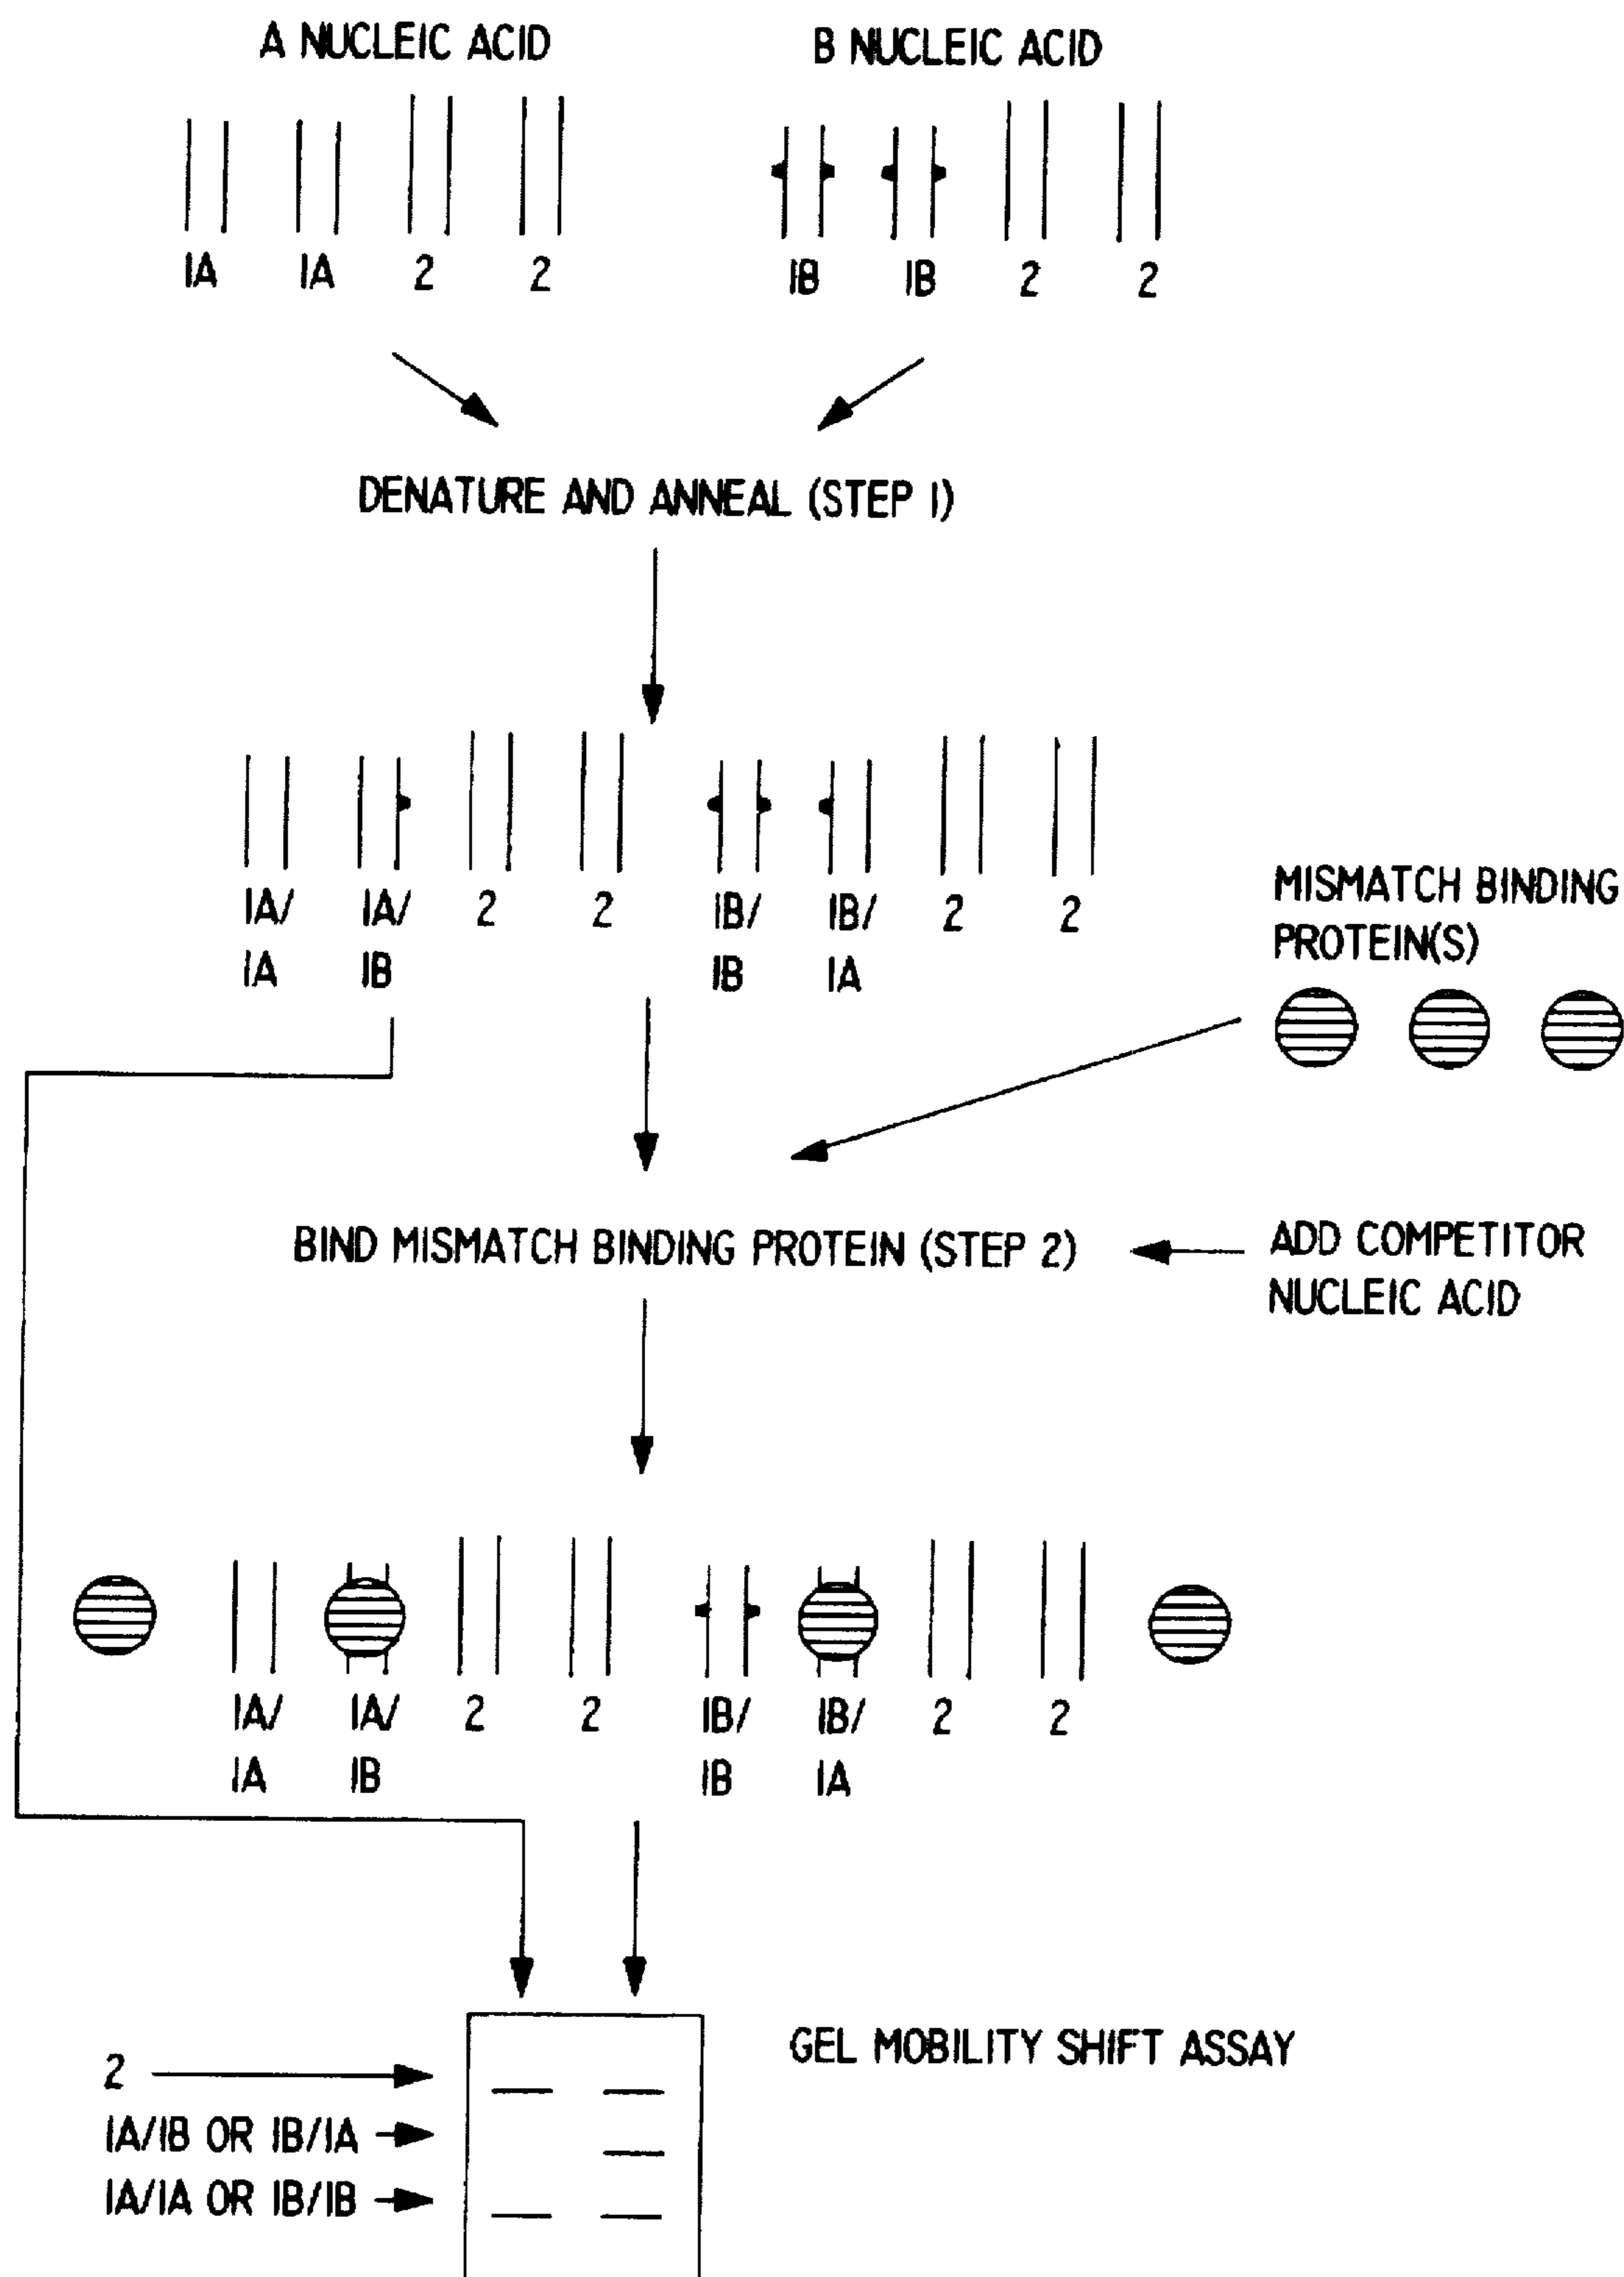 A NUCLEIC ACID
B NUCLEIC ACID
1A 1A 2 2
1B 1B 2 2
DENATURE AND ANNEAL (STEP 1)
1A/ 1A/ 2 2 1B/ 1B/ 2 2
1A 1B 1B 1A
MISMATCH BINDING
PROTEIN(S)
BIND MISMATCH BINDING PROTEIN (STEP 2)
ADD COMPETITOR
NUCLEIC ACID
1A/ 1A/ 2 2 1B/ 1B/ 2 2
1A 1B 1B 1A
GEL MOBILITY SHIFT ASSAY
2
1A/1B OR 1B/1A
1A/1A OR 1B/1B